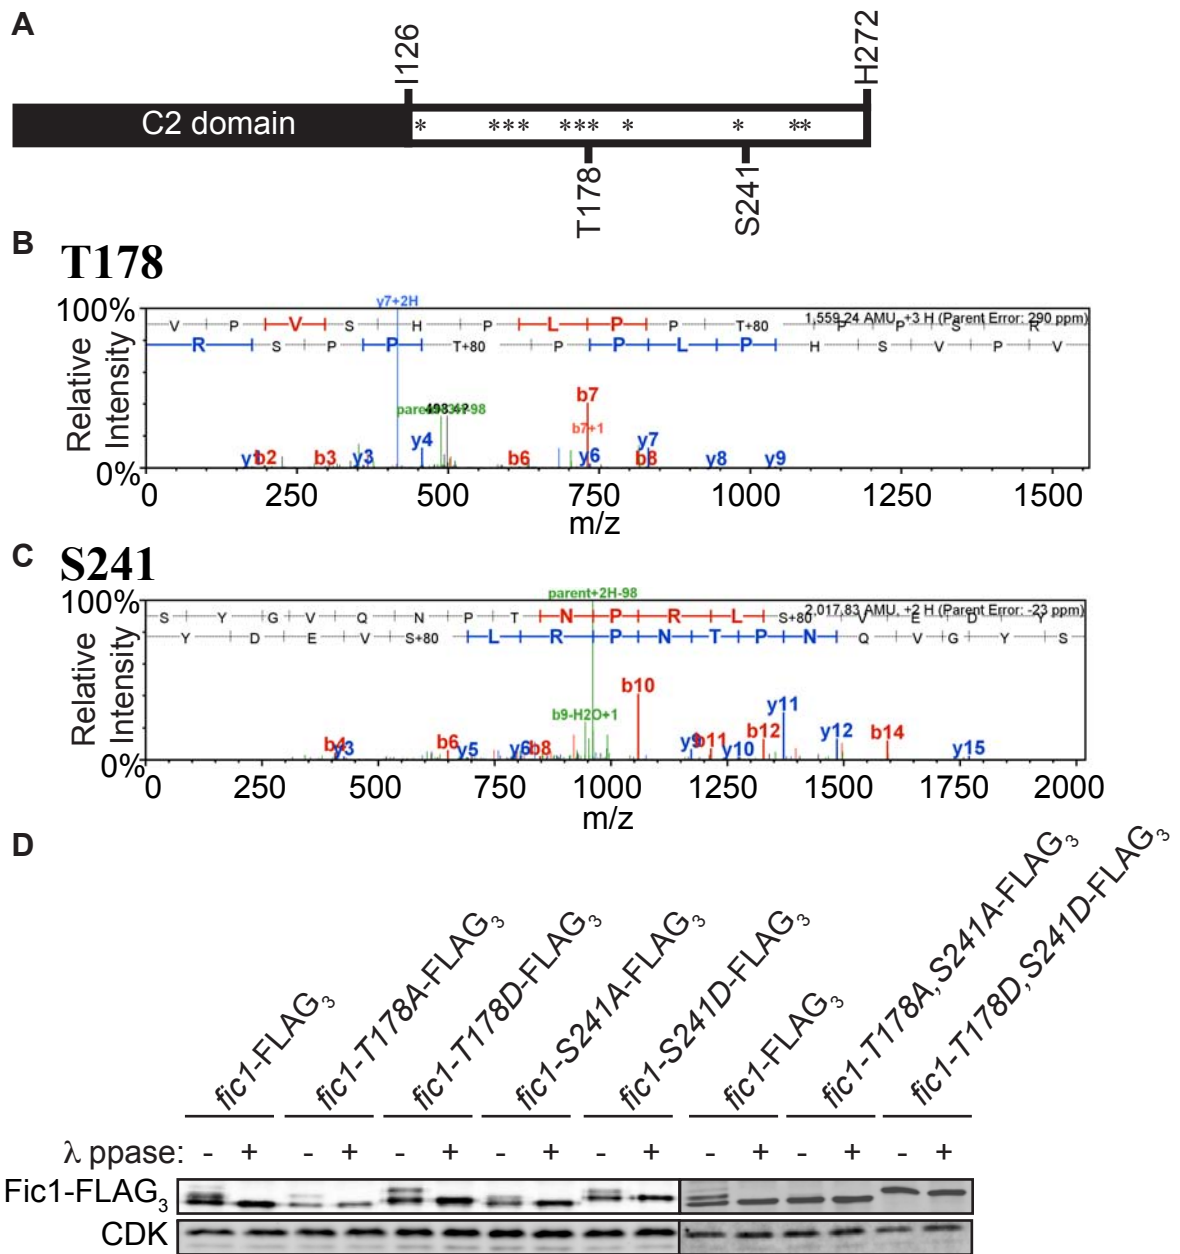 A
I126
H272
C2 domain
* *** *** * * **
T178
S241
B
T178
100%
Relative Intensity
0%
y7+2H
V P V S H P L P P T+80 P P S R
1,559.24 AMU, +3 H (Parent Error: 290 ppm)
R S P P T+80 P P L P H S V P V
b7
b7+1
y1 b2 b3 y3 y4 b6 y6 y7 b8 y8 y9
0 250 500 750 1000 1250 1500
m/z
C
S241
100%
Relative Intensity
0%
parent+2H-98
S Y G V Q N P T N P R L S+80 V E D Y
2,017.83 AMU, +2 H (Parent Error: -23 ppm)
Y D E V S+80 L R P N T P N Q V G Y S
b10
b9-H2O+1
b4 y3 b6 y5 y6 b8 y9 b11 y10 b12 y11 y12 b14 y15
0 250 500 750 1000 1250 1500 1750 2000
m/z
D
fic1-FLAG3
fic1-T178A-FLAG3
fic1-T178D-FLAG3
fic1-S241A-FLAG3
fic1-S241D-FLAG3
fic1-FLAG3
fic1-T178A,S241A-FLAG3
fic1-T178D,S241D-FLAG3
λ ppase: - + - + - + - + - + - + - + - +
Fic1-FLAG3
CDK